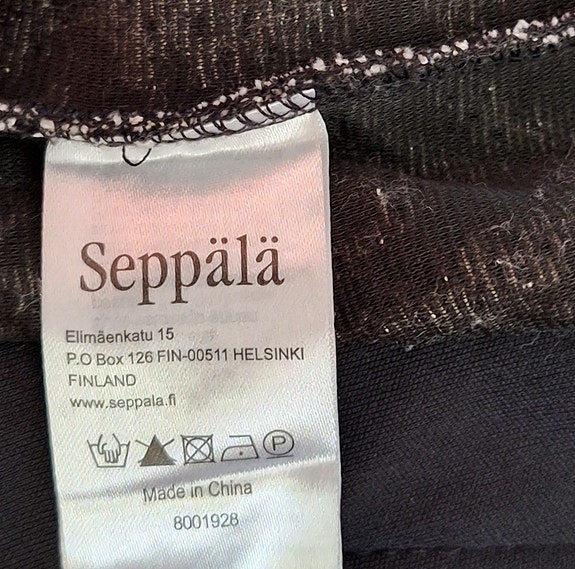 Seppälä
Elimäenkatu 15
P.O Box 126 FIN-00511 HELSINKI
FINLAND
www.seppala.fi
P
Made in China
8001928